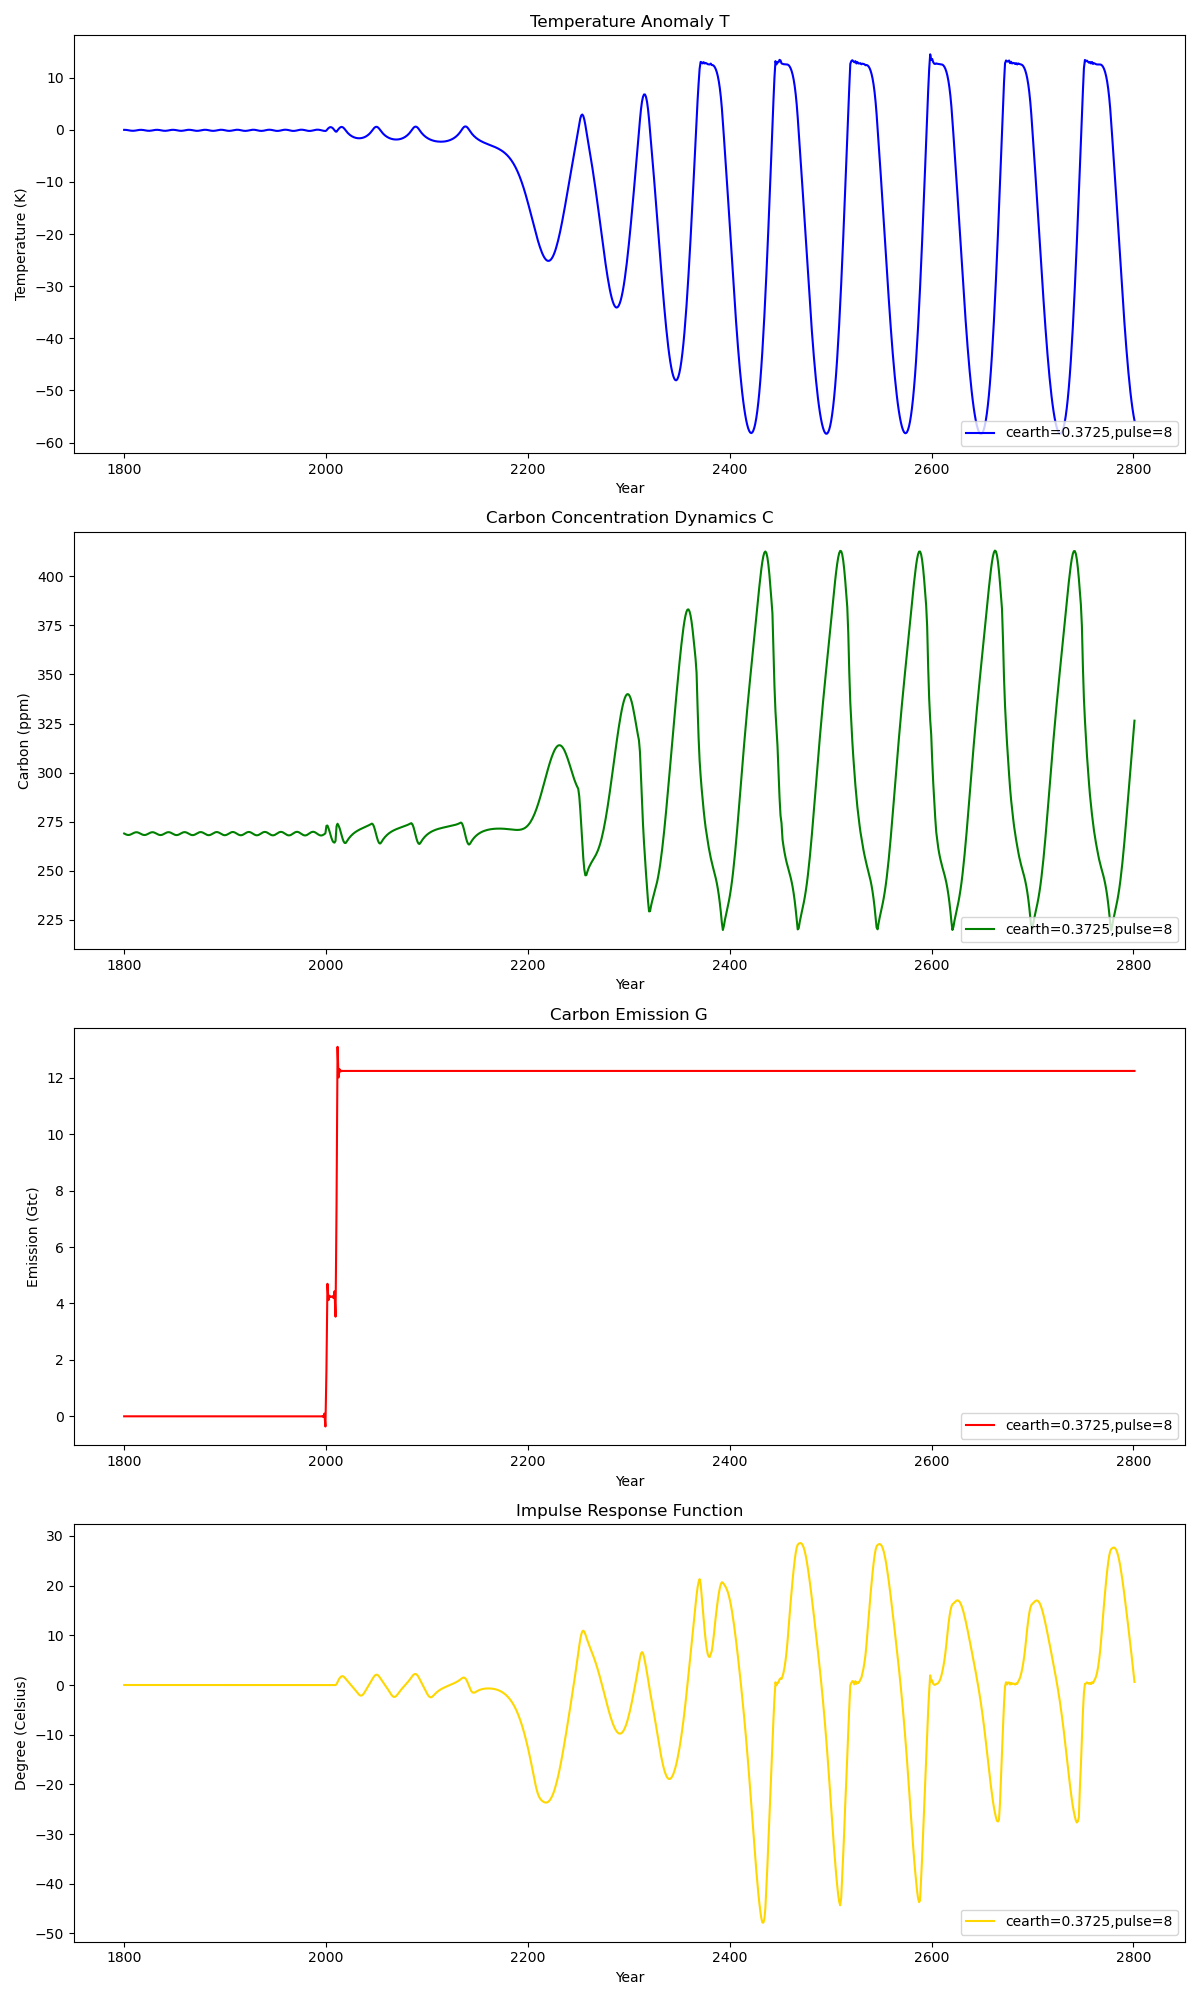 Temperature Anomaly T
10
0
−10
−20
−30
−40
−50
−60
Temperature (K)
cearth=0.3725,pulse=8
1800 2000 2200 2400 2600 2800
Year
Carbon Concentration Dynamics C
400
375
350
325
300
275
250
225
Carbon (ppm)
cearth=0.3725,pulse=8
1800 2000 2200 2400 2600 2800
Year
Carbon Emission G
12
10
8
6
4
2
0
Emission (Gtc)
cearth=0.3725,pulse=8
1800 2000 2200 2400 2600 2800
Year
Impulse Response Function
30
20
10
0
−10
−20
−30
−40
−50
Degree (Celsius)
cearth=0.3725,pulse=8
1800 2000 2200 2400 2600 2800
Year